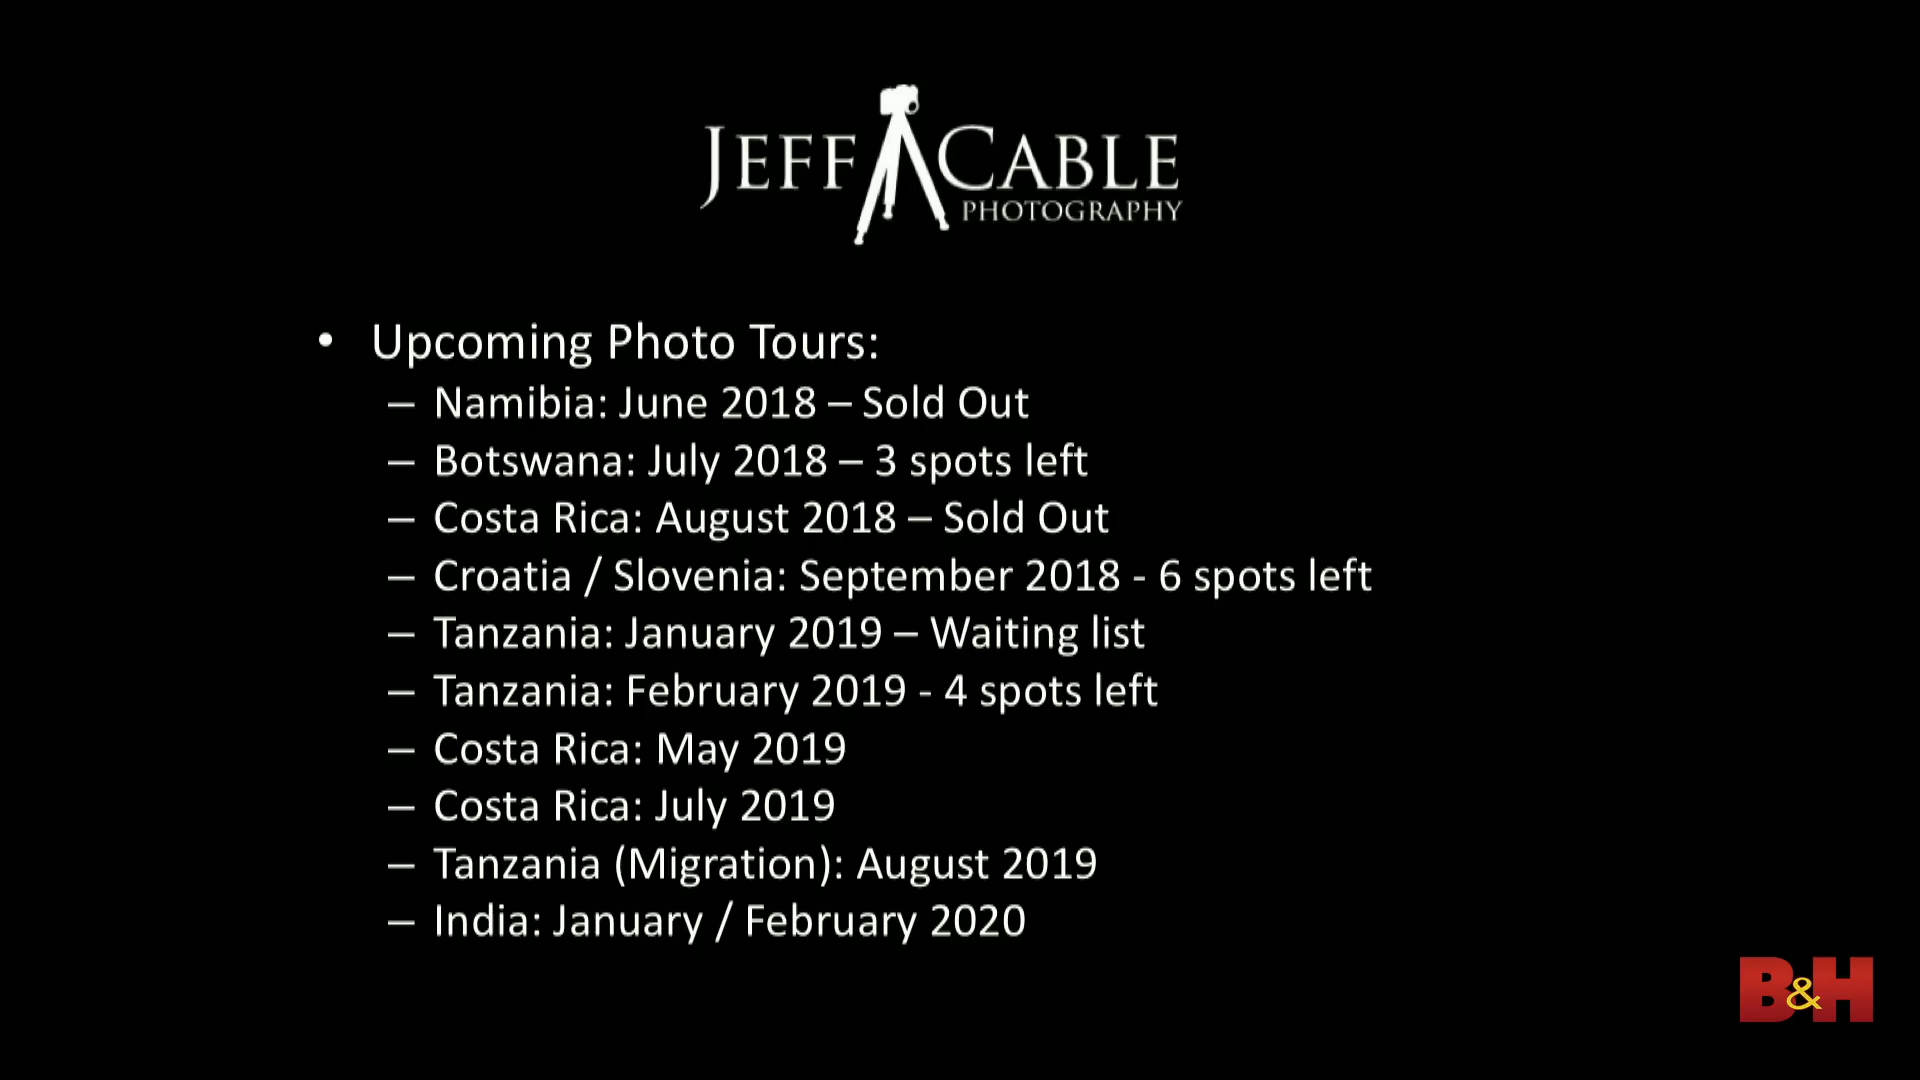 JEFF CABLE
PHOTOGRAPHY
• Upcoming Photo Tours:
– Namibia: June 2018 – Sold Out
– Botswana: July 2018 – 3 spots left
– Costa Rica: August 2018 – Sold Out
– Croatia / Slovenia: September 2018 - 6 spots left
– Tanzania: January 2019 – Waiting list
– Tanzania: February 2019 - 4 spots left
– Costa Rica: May 2019
– Costa Rica: July 2019
– Tanzania (Migration): August 2019
– India: January / February 2020
B&H